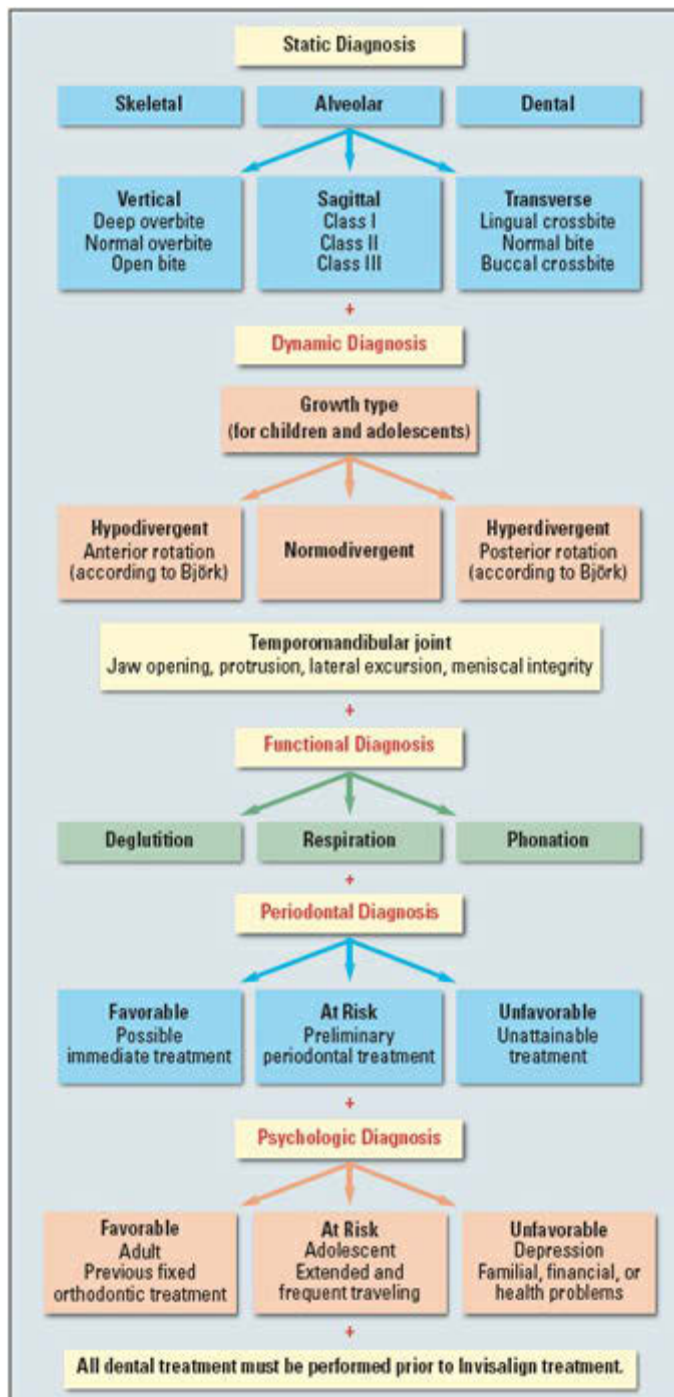 Static Diagnosis
Skeletal
Alveolar
Dental
Vertical
Deep overbite
Normal overbite
Open bite
Sagittal
Class I
Class II
Class III
Transverse
Lingual crossbite
Normal bite
Buccal crossbite
+
Dynamic Diagnosis
Growth type
(for children and adolescents)
Hypodivergent
Anterior rotation
(according to Björk)
Normodivergent
Hyperdivergent
Posterior rotation
(according to Björk)
Temporomandibular joint
Jaw opening, protrusion, lateral excursion, meniscal integrity
+
Functional Diagnosis
Deglutition
Respiration
Phonation
+
Periodontal Diagnosis
Favorable
Possible
immediate treatment
At Risk
Preliminary
periodontal treatment
Unfavorable
Unattainable
treatment
+
Psychologic Diagnosis
Favorable
Adult
Previous fixed
orthodontic treatment
At Risk
Adolescent
Extended and
frequent traveling
Unfavorable
Depression
Familial, financial, or
health problems
+
All dental treatment must be performed prior to Invisalign treatment.